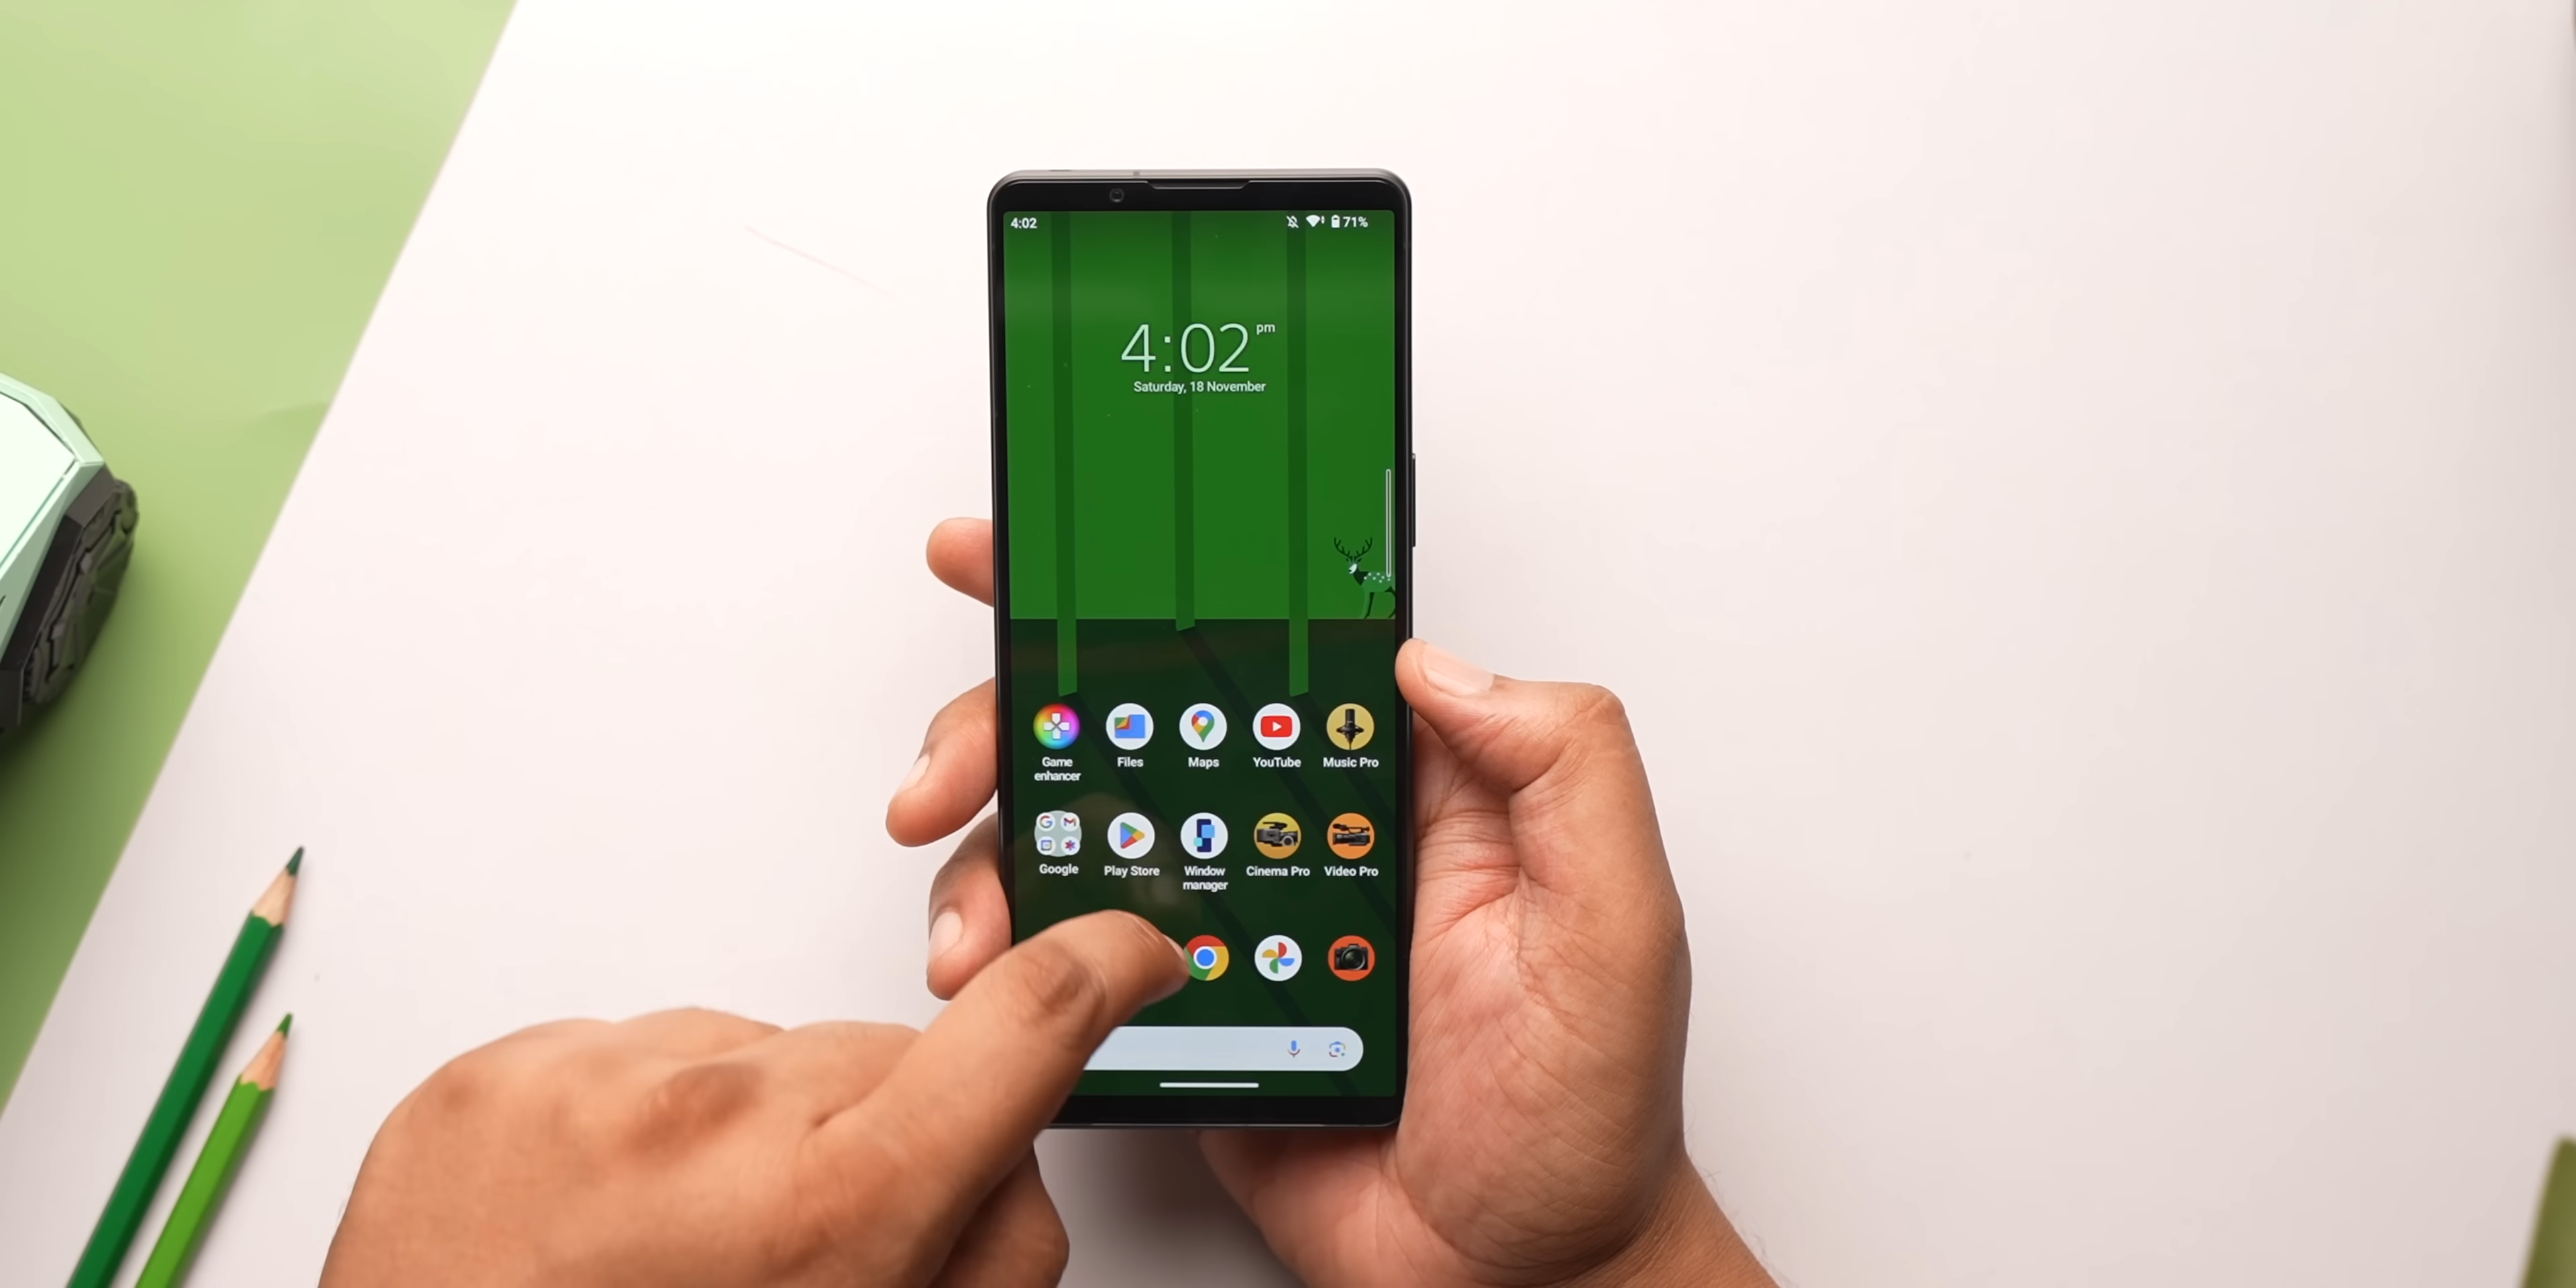 4:02
71%
4:02 pm
Saturday, 18 November
Game
enhancer
Files
Maps
YouTube
Music Pro
Google
Play Store
Window
manager
Cinema Pro
Video Pro